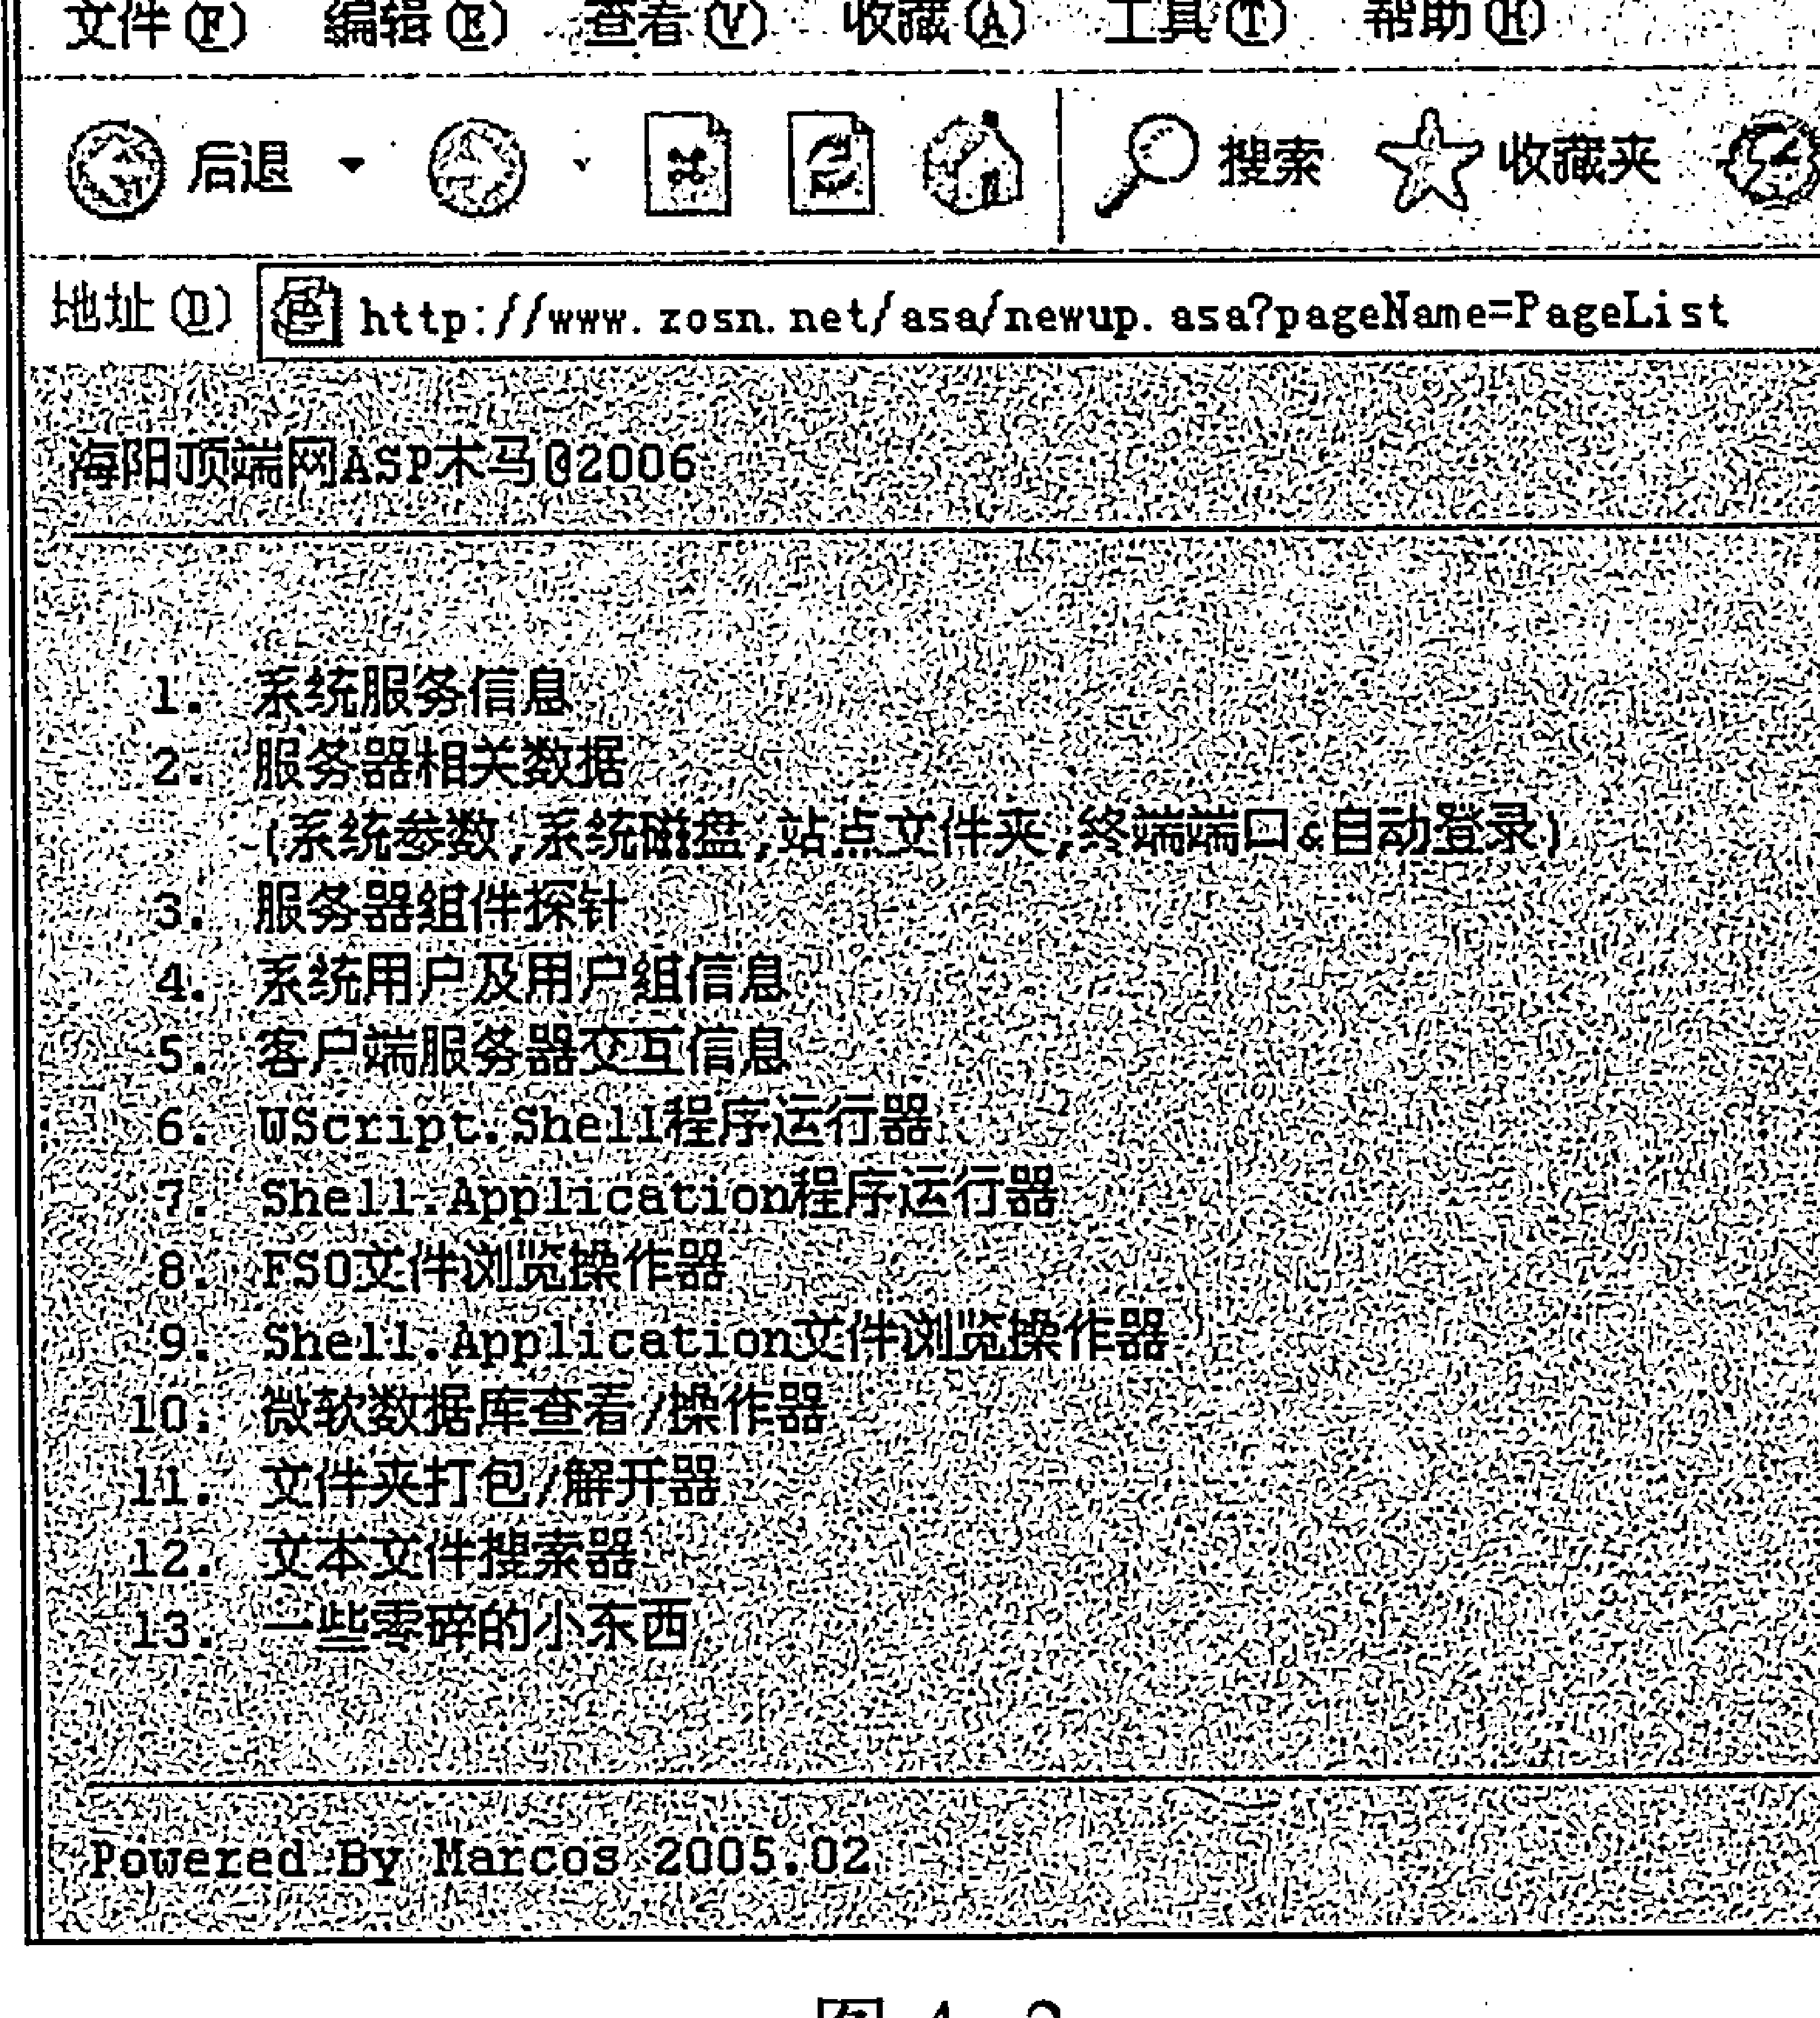 文件(F) 编辑(E) 查看(V) 收藏(A) 工具(T) 帮助(H)
后退 搜索 收藏夹
地址(D) http://www.zosn.net/asa/newup.asa?pageName=PageList
海阳顶端网ASP木马@2006
1. 系统服务信息
2. 服务器相关数据
(系统参数,系统磁盘,站点文件夹,终端端口&自动登录)
3. 服务器组件探针
4. 系统用户及用户组信息
5. 客户端服务器交互信息
6. WScript.Shell程序运行器
7. Shell.Application程序运行器
8. FSO文件浏览操作器
9. Shell.Application文件浏览操作器
10. 微软数据库查看/操作器
11. 文件夹打包/解开器
12. 文本文件搜索器
13. 一些零碎的小东西
Powered By Marcos 2005.02